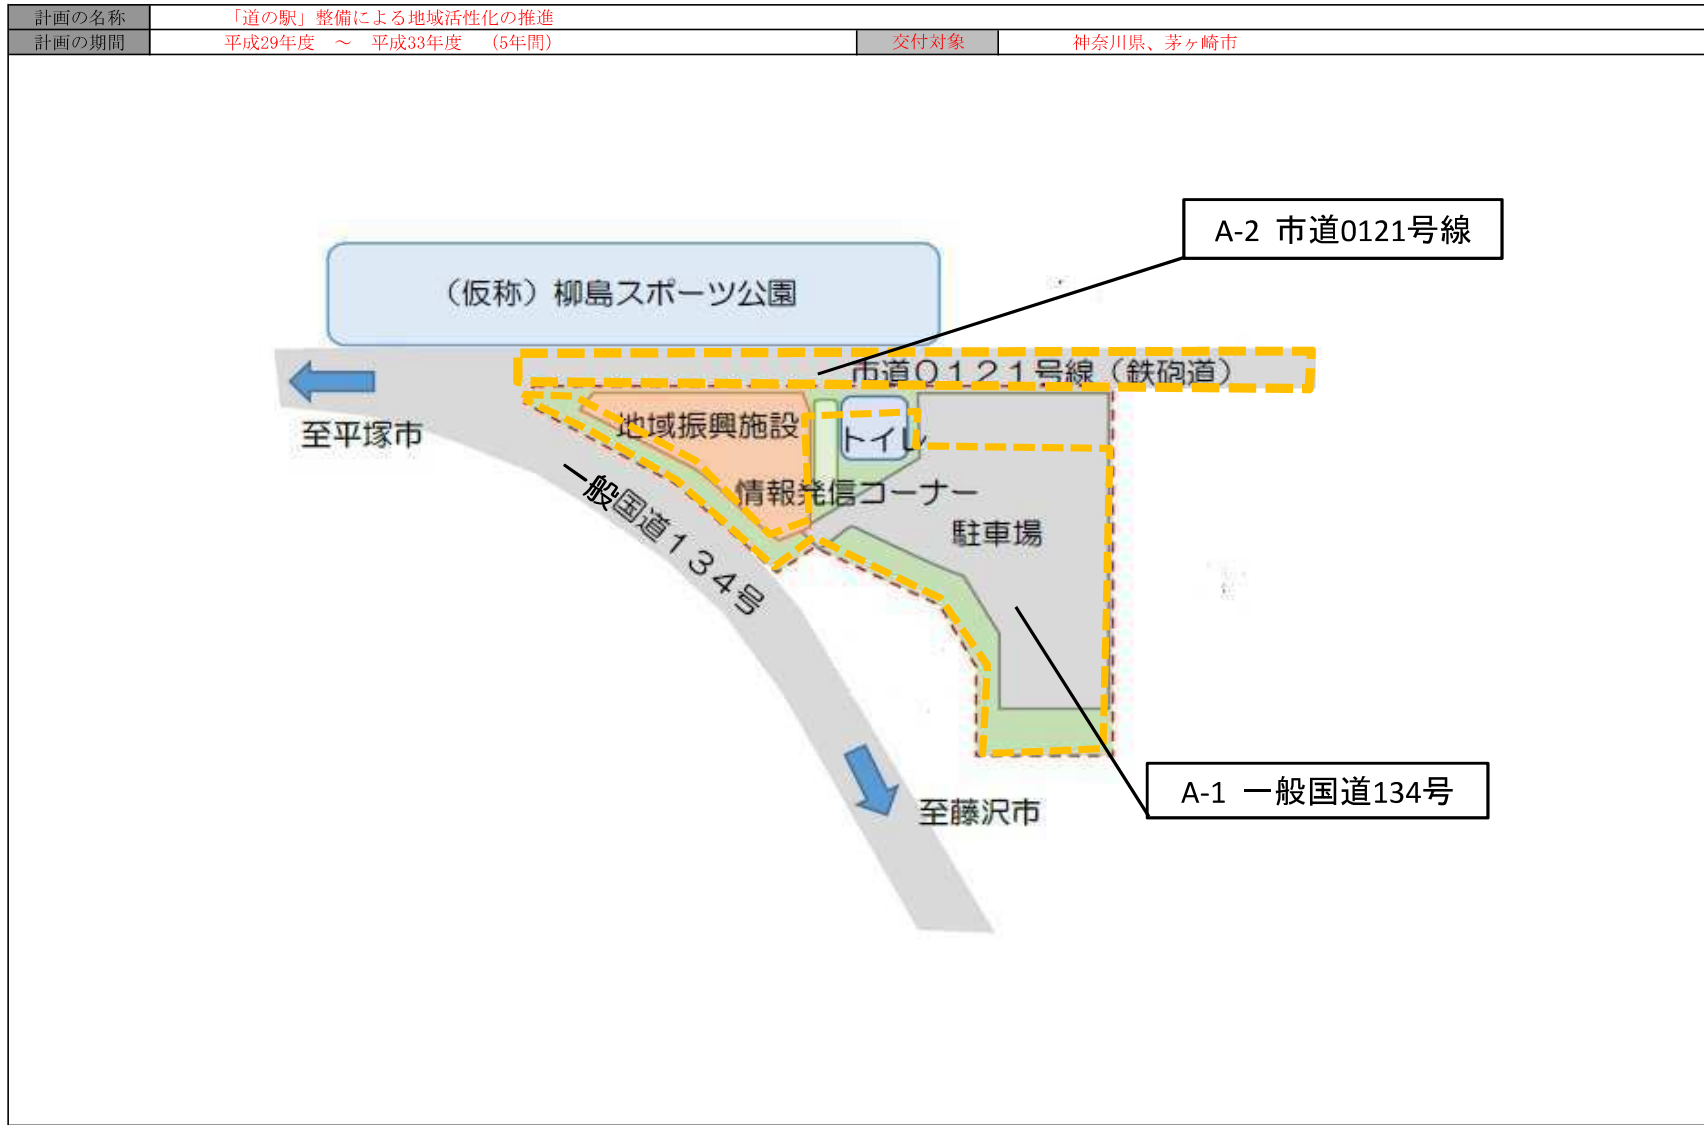 計画の名称 「道の駅」整備による地域活性化の推進
計画の期間 平成29年度 ～ 平成33年度 (5年間) 交付対象 神奈川県、茅ヶ崎市
A-2 市道0121号線
（仮称）柳島スポーツ公園
市道０１２１号線（鉄砲道）
至平塚市
地域振興施設
トイレ
情報発信コーナー
一般国道１３４号
駐車場
A-1 一般国道134号
至藤沢市